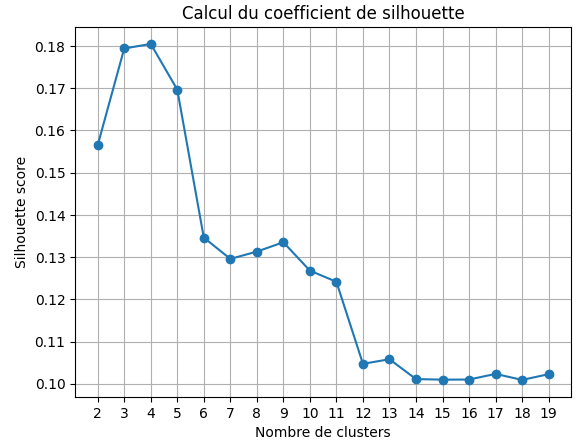 Calcul du coefficient de silhouette
0.18
0.17
0.16
0.15
0.14
0.13
0.12
0.11
0.10
Silhouette score
2 3 4 5 6 7 8 9 10 11 12 13 14 15 16 17 18 19
Nombre de clusters